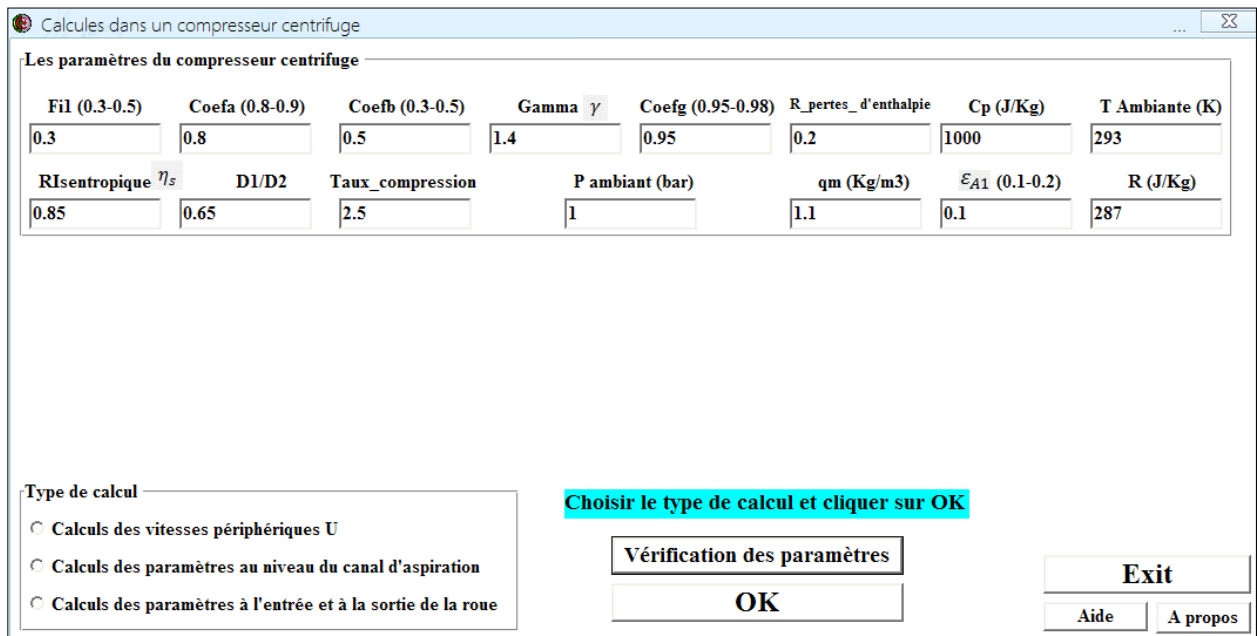 Calcules dans un compresseur centrifuge ...
Les paramètres du compresseur centrifuge
Fi1 (0.3-0.5) Coefa (0.8-0.9) Coefb (0.3-0.5) Gamma γ Coefg (0.95-0.98) R_pertes_ d'enthalpie Cp (J/Kg) T Ambiante (K)
0.3 0.8 0.5 1.4 0.95 0.2 1000 293
RIsentropique ηs D1/D2 Taux_compression P ambiant (bar) qm (Kg/m3) εA1 (0.1-0.2) R (J/Kg)
0.85 0.65 2.5 1 1.1 0.1 287
Type de calcul
Calculs des vitesses périphériques U
Calculs des paramètres au niveau du canal d'aspiration
Calculs des paramètres à l'entrée et à la sortie de la roue
Choisir le type de calcul et cliquer sur OK
Vérification des paramètres
OK
Exit
Aide A propos